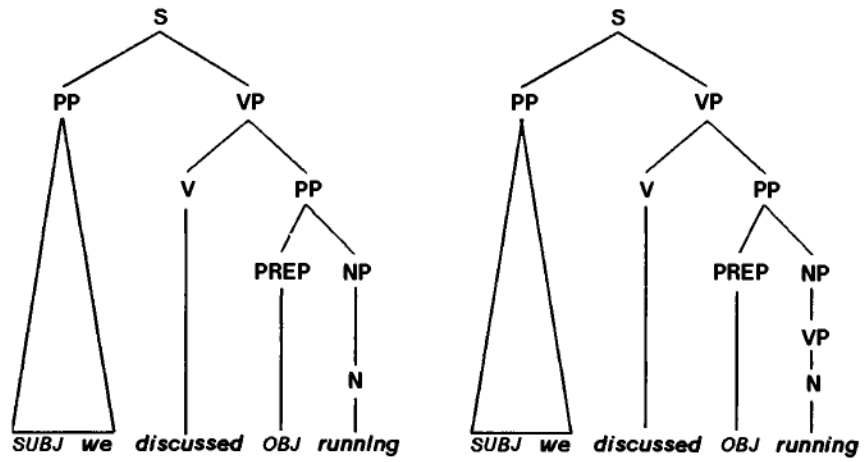 S S
PP VP PP VP
V PP V PP
PREP NP PREP NP
VP
N N
SUBJ we discussed OBJ running SUBJ we discussed OBJ running